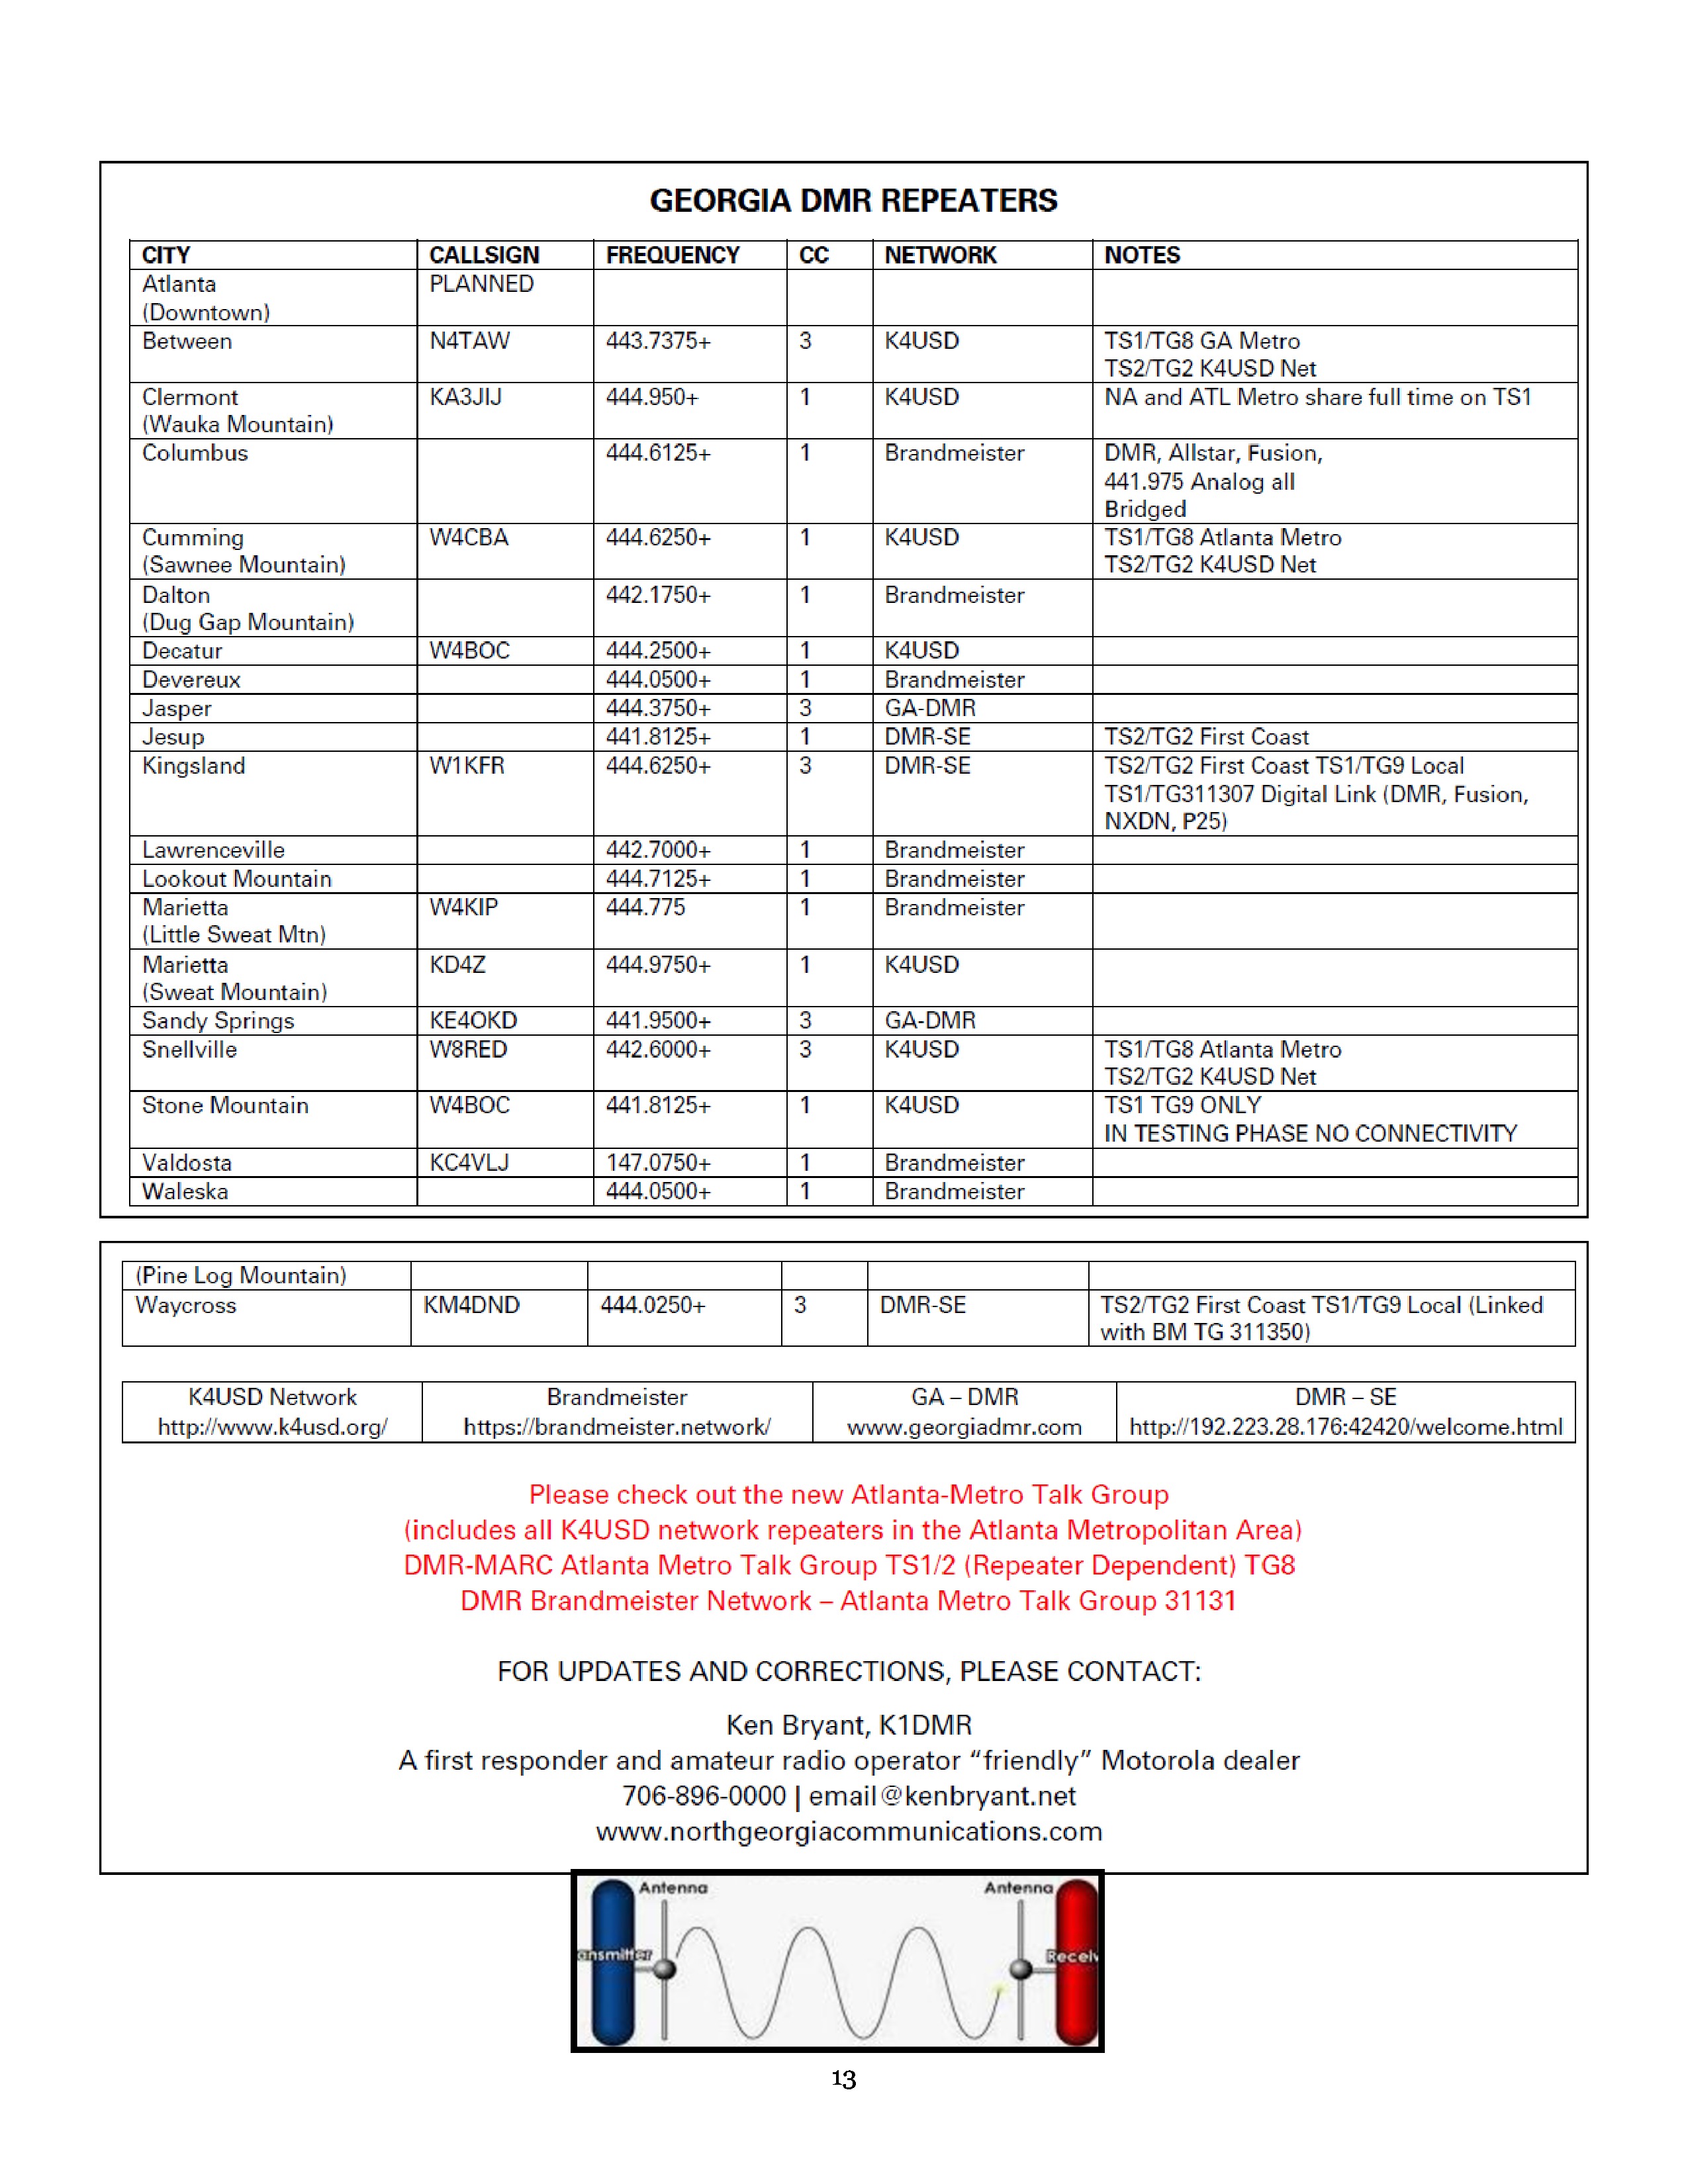 GEORGIA DMR REPEATERS
CITY CALLSIGN FREQUENCY CC NETWORK NOTES
Atlanta PLANNED
(Downtown)
Between N4TAW 443.7375+ 3 K4USD TS1/TG8 GA Metro
TS2/TG2 K4USD Net
Clermont KA3JIJ 444.950+ 1 K4USD NA and ATL Metro share full time on TS1
(Wauka Mountain)
Columbus 444.6125+ 1 Brandmeister DMR, Allstar, Fusion,
441.975 Analog all
Bridged
Cumming W4CBA 444.6250+ 1 K4USD TS1/TG8 Atlanta Metro
(Sawnee Mountain) TS2/TG2 K4USD Net
Dalton 442.1750+ 1 Brandmeister
(Dug Gap Mountain)
Decatur W4BOC 444.2500+ 1 K4USD
Devereux 444.0500+ 1 Brandmeister
Jasper 444.3750+ 3 GA-DMR
Jesup 441.8125+ 1 DMR-SE TS2/TG2 First Coast
Kingsland W1KFR 444.6250+ 3 DMR-SE TS2/TG2 First Coast TS1/TG9 Local
TS1/TG311307 Digital Link (DMR, Fusion,
NXDN, P25)
Lawrenceville 442.7000+ 1 Brandmeister
Lookout Mountain 444.7125+ 1 Brandmeister
Marietta W4KIP 444.775 1 Brandmeister
(Little Sweat Mtn)
Marietta KD4Z 444.9750+ 1 K4USD
(Sweat Mountain)
Sandy Springs KE4OKD 441.9500+ 3 GA-DMR
Snellville W8RED 442.6000+ 3 K4USD TS1/TG8 Atlanta Metro
TS2/TG2 K4USD Net
Stone Mountain W4BOC 441.8125+ 1 K4USD TS1 TG9 ONLY
IN TESTING PHASE NO CONNECTIVITY
Valdosta KC4VLJ 147.0750+ 1 Brandmeister
Waleska 444.0500+ 1 Brandmeister
(Pine Log Mountain)
Waycross KM4DND 444.0250+ 3 DMR-SE TS2/TG2 First Coast TS1/TG9 Local (Linked
with BM TG 311350)
K4USD Network Brandmeister GA – DMR DMR – SE
http://www.k4usd.org/ https://brandmeister.network/ www.georgiadmr.com http://192.223.28.176:42420/welcome.html
Please check out the new Atlanta-Metro Talk Group
(includes all K4USD network repeaters in the Atlanta Metropolitan Area)
DMR-MARC Atlanta Metro Talk Group TS1/2 (Repeater Dependent) TG8
DMR Brandmeister Network – Atlanta Metro Talk Group 31131
FOR UPDATES AND CORRECTIONS, PLEASE CONTACT:
Ken Bryant, K1DMR
A first responder and amateur radio operator “friendly” Motorola dealer
706-896-0000 | email@kenbryant.net
www.northgeorgiacommunications.com
Antenna Antenna
ansmitter Receiv
13